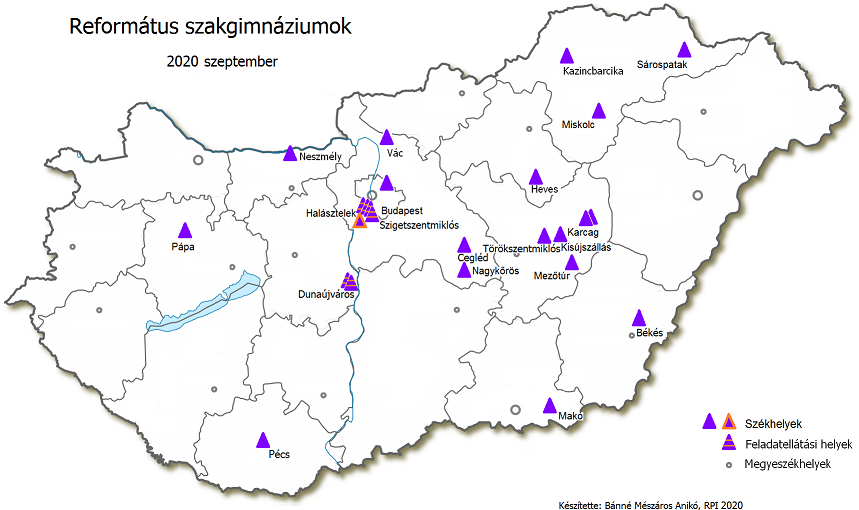 Református szakgimnáziumok
2020 szeptember
Kazincbarcika
Sárospatak
Miskolc
Neszmély
Vác
Heves
Halásztelek
Budapest
Szigetszentmiklós
Pápa
Karcag
Törökszentmiklós
Kisújszállás
Cegléd
Nagykőrös
Mezőtúr
Dunaújváros
Békés
Makó
Pécs
Székhelyek
Feladatellátási helyek
Megyeszékhelyek
Készítette: Bánné Mészáros Anikó, RPI 2020